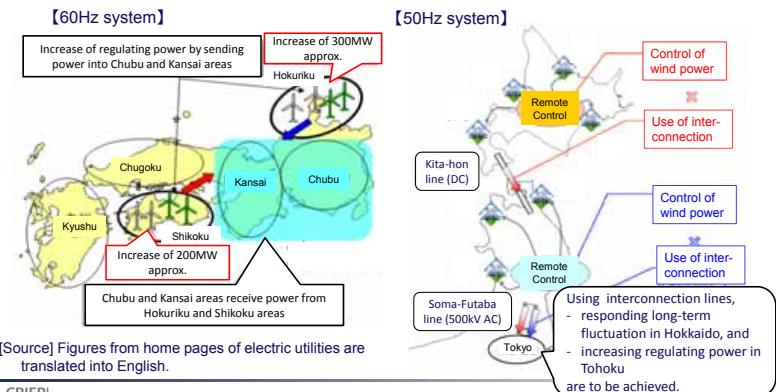 【60Hz system】
Increase of regulating power by sending
power into Chubu and Kansai areas
Increase of 300MW
approx.
Hokuriku
Chugoku
Kansai
Chubu
Kyushu
Shikoku
Increase of 200MW
approx.
Chubu and Kansai areas receive power from
Hokuriku and Shikoku areas
[Source] Figures from home pages of electric utilities are
translated into English.
【50Hz system】
Control of
wind power
Remote
Control
Use of inter-
connection
Kita-hon
line (DC)
Control of
wind power
Remote
Control
Use of inter-
connection
Soma-Futaba
line (500kV AC)
Tokyo
Using interconnection lines,
- responding long-term
fluctuation in Hokkaido, and
- increasing regulating power in
Tohoku
are to be achieved.